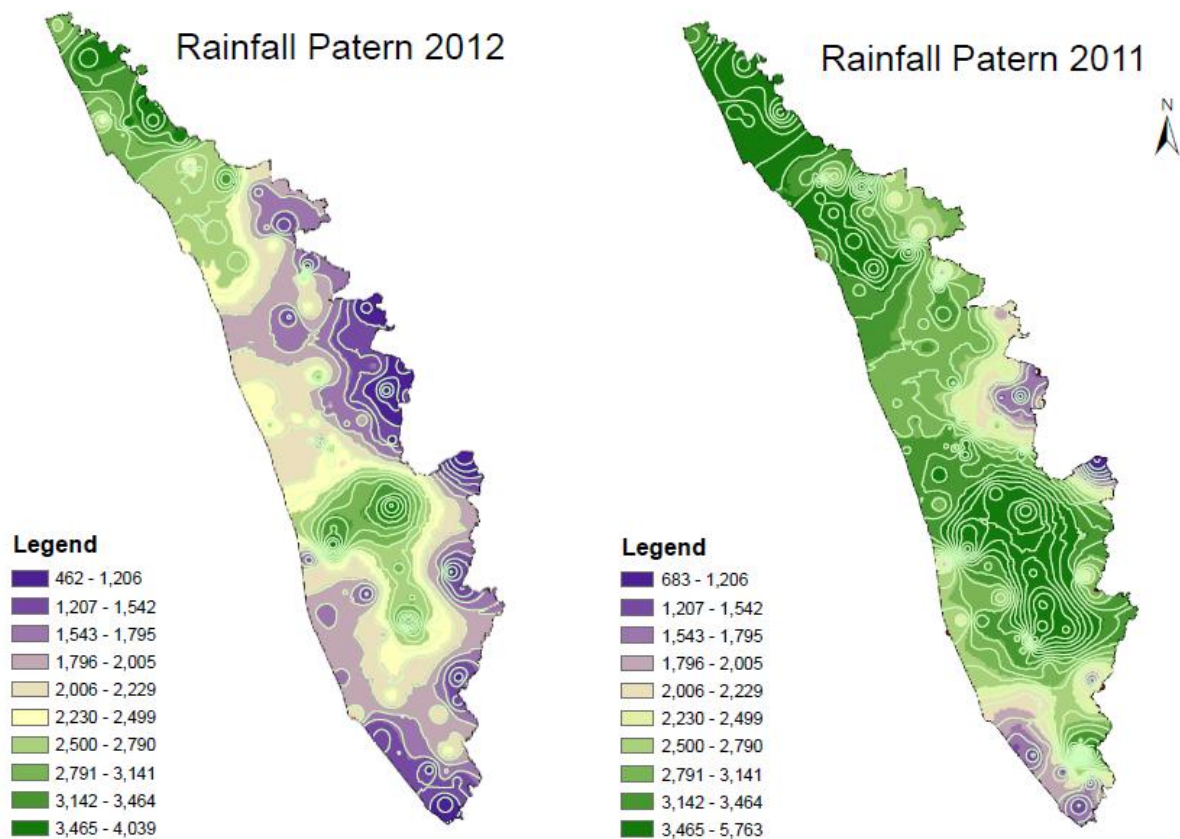 Rainfall Patern 2012
Legend
462 - 1,206
1,207 - 1,542
1,543 - 1,795
1,796 - 2,005
2,006 - 2,229
2,230 - 2,499
2,500 - 2,790
2,791 - 3,141
3,142 - 3,464
3,465 - 4,039
Rainfall Patern 2011
N
Legend
683 - 1,206
1,207 - 1,542
1,543 - 1,795
1,796 - 2,005
2,006 - 2,229
2,230 - 2,499
2,500 - 2,790
2,791 - 3,141
3,142 - 3,464
3,465 - 5,763